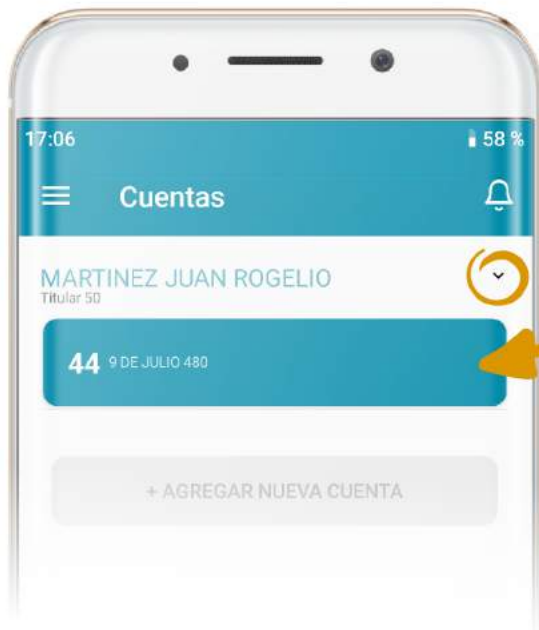 17:06 58 %
Cuentas
MARTINEZ JUAN ROGELIO
Titular 50
44 9 DE JULIO 480
+ AGREGAR NUEVA CUENTA